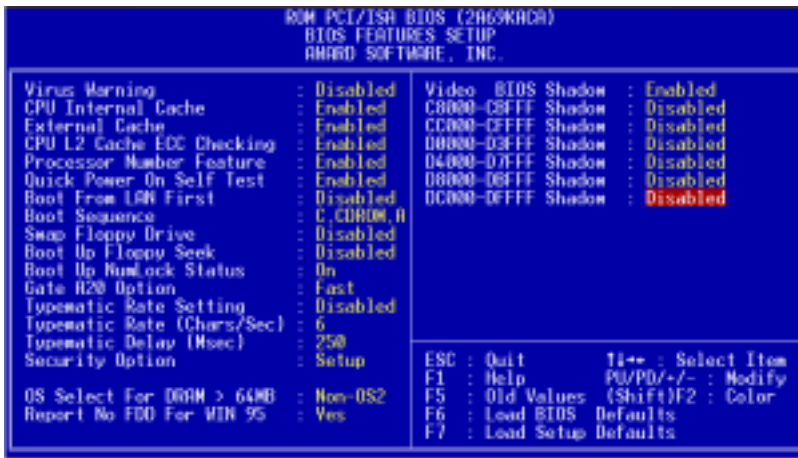 ROM PCI/ISA BIOS (2A69KACA)
BIOS FEATURES SETUP
AWARD SOFTWARE, INC.
Virus Warning : Disabled
CPU Internal Cache : Enabled
External Cache : Enabled
CPU L2 Cache ECC Checking : Enabled
Processor Number Feature : Enabled
Quick Power On Self Test : Enabled
Boot From LAN First : Disabled
Boot Sequence : C,CDROM,A
Swap Floppy Drive : Disabled
Boot Up Floppy Seek : Disabled
Boot Up NumLock Status : On
Gate A20 Option : Fast
Typematic Rate Setting : Disabled
Typematic Rate (Chars/Sec) : 6
Typematic Delay (Msec) : 250
Security Option : Setup
OS Select For DRAM > 64MB : Non-OS2
Report No FDD For WIN 95 : Yes
Video BIOS Shadow : Enabled
C8000-CBFFF Shadow : Disabled
CC000-CFFFF Shadow : Disabled
D0000-D3FFF Shadow : Disabled
D4000-D7FFF Shadow : Disabled
D8000-DBFFF Shadow : Disabled
DC000-DFFFF Shadow : Disabled
ESC : Quit ↑↓→← : Select Item
F1 : Help PU/PD/+/- : Modify
F5 : Old Values (Shift)F2 : Color
F6 : Load BIOS Defaults
F7 : Load Setup Defaults